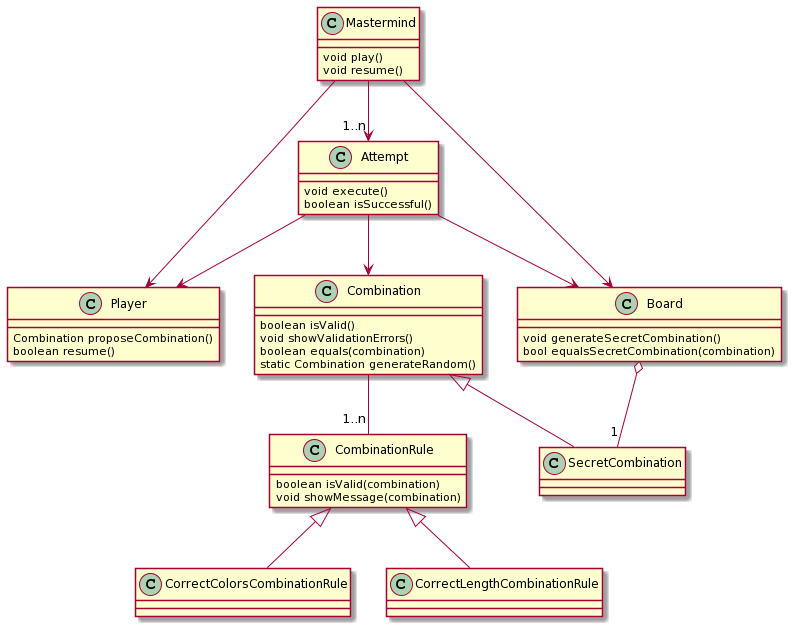 C Mastermind
void play()
void resume()
1..n
C Attempt
void execute()
boolean isSuccessful()
C Player
Combination proposeCombination()
boolean resume()
C Combination
boolean isValid()
void showValidationErrors()
boolean equals(combination)
static Combination generateRandom()
C Board
void generateSecretCombination()
bool equalsSecretCombination(combination)
1..n
1
C CombinationRule
boolean isValid(combination)
void showMessage(combination)
C SecretCombination
C CorrectColorsCombinationRule
C CorrectLengthCombinationRule